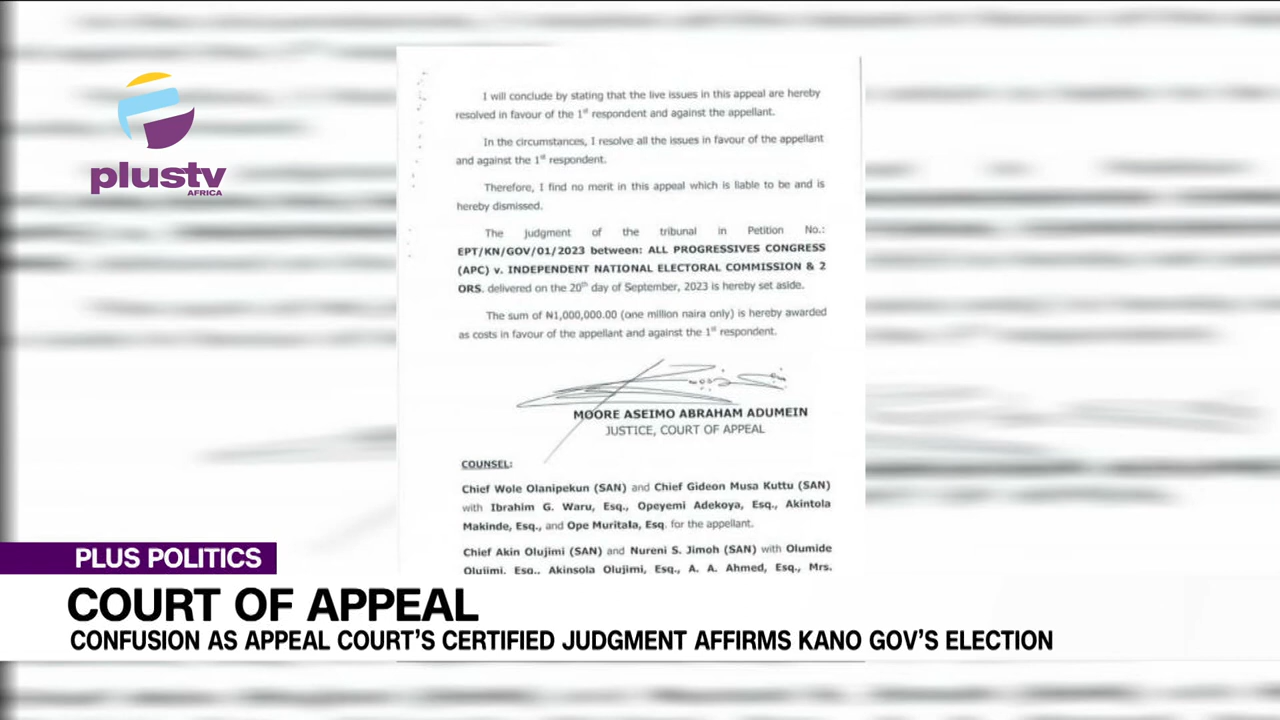 plustv
AFRICA
I will conclude by stating that the live issues in this appeal are hereby
resolved in favour of the 1st respondent and against the appellant.
In the circumstances, I resolve all the issues in favour of the appellant
and against the 1st respondent.
Therefore, I find no merit in this appeal which is liable to be and is
hereby dismissed.
The judgment of the tribunal in Petition No.:
EPT/KN/GOV/01/2023 between: ALL PROGRESSIVES CONGRESS
(APC) v. INDEPENDENT NATIONAL ELECTORAL COMMISSION & 2
ORS. delivered on the 20th day of September, 2023 is hereby set aside.
The sum of ₦1,000,000.00 (one million naira only) is hereby awarded
as costs in favour of the appellant and against the 1st respondent.
MOORE ASEIMO ABRAHAM ADUMEIN
JUSTICE, COURT OF APPEAL
COUNSEL:
Chief Wole Olanipekun (SAN) and Chief Gideon Musa Kuttu (SAN)
with Ibrahim G. Waru, Esq., Opeyemi Adekoya, Esq., Akintola
Makinde, Esq., and Ope Muritala, Esq. for the appellant.
Chief Akin Olujimi (SAN) and Nureni S. Jimoh (SAN) with Olumide
Olujimi, Esq., Akinsola Olujimi, Esq., A. A. Ahmed, Esq., Mrs.
PLUS POLITICS
COURT OF APPEAL
CONFUSION AS APPEAL COURT'S CERTIFIED JUDGMENT AFFIRMS KANO GOV'S ELECTION